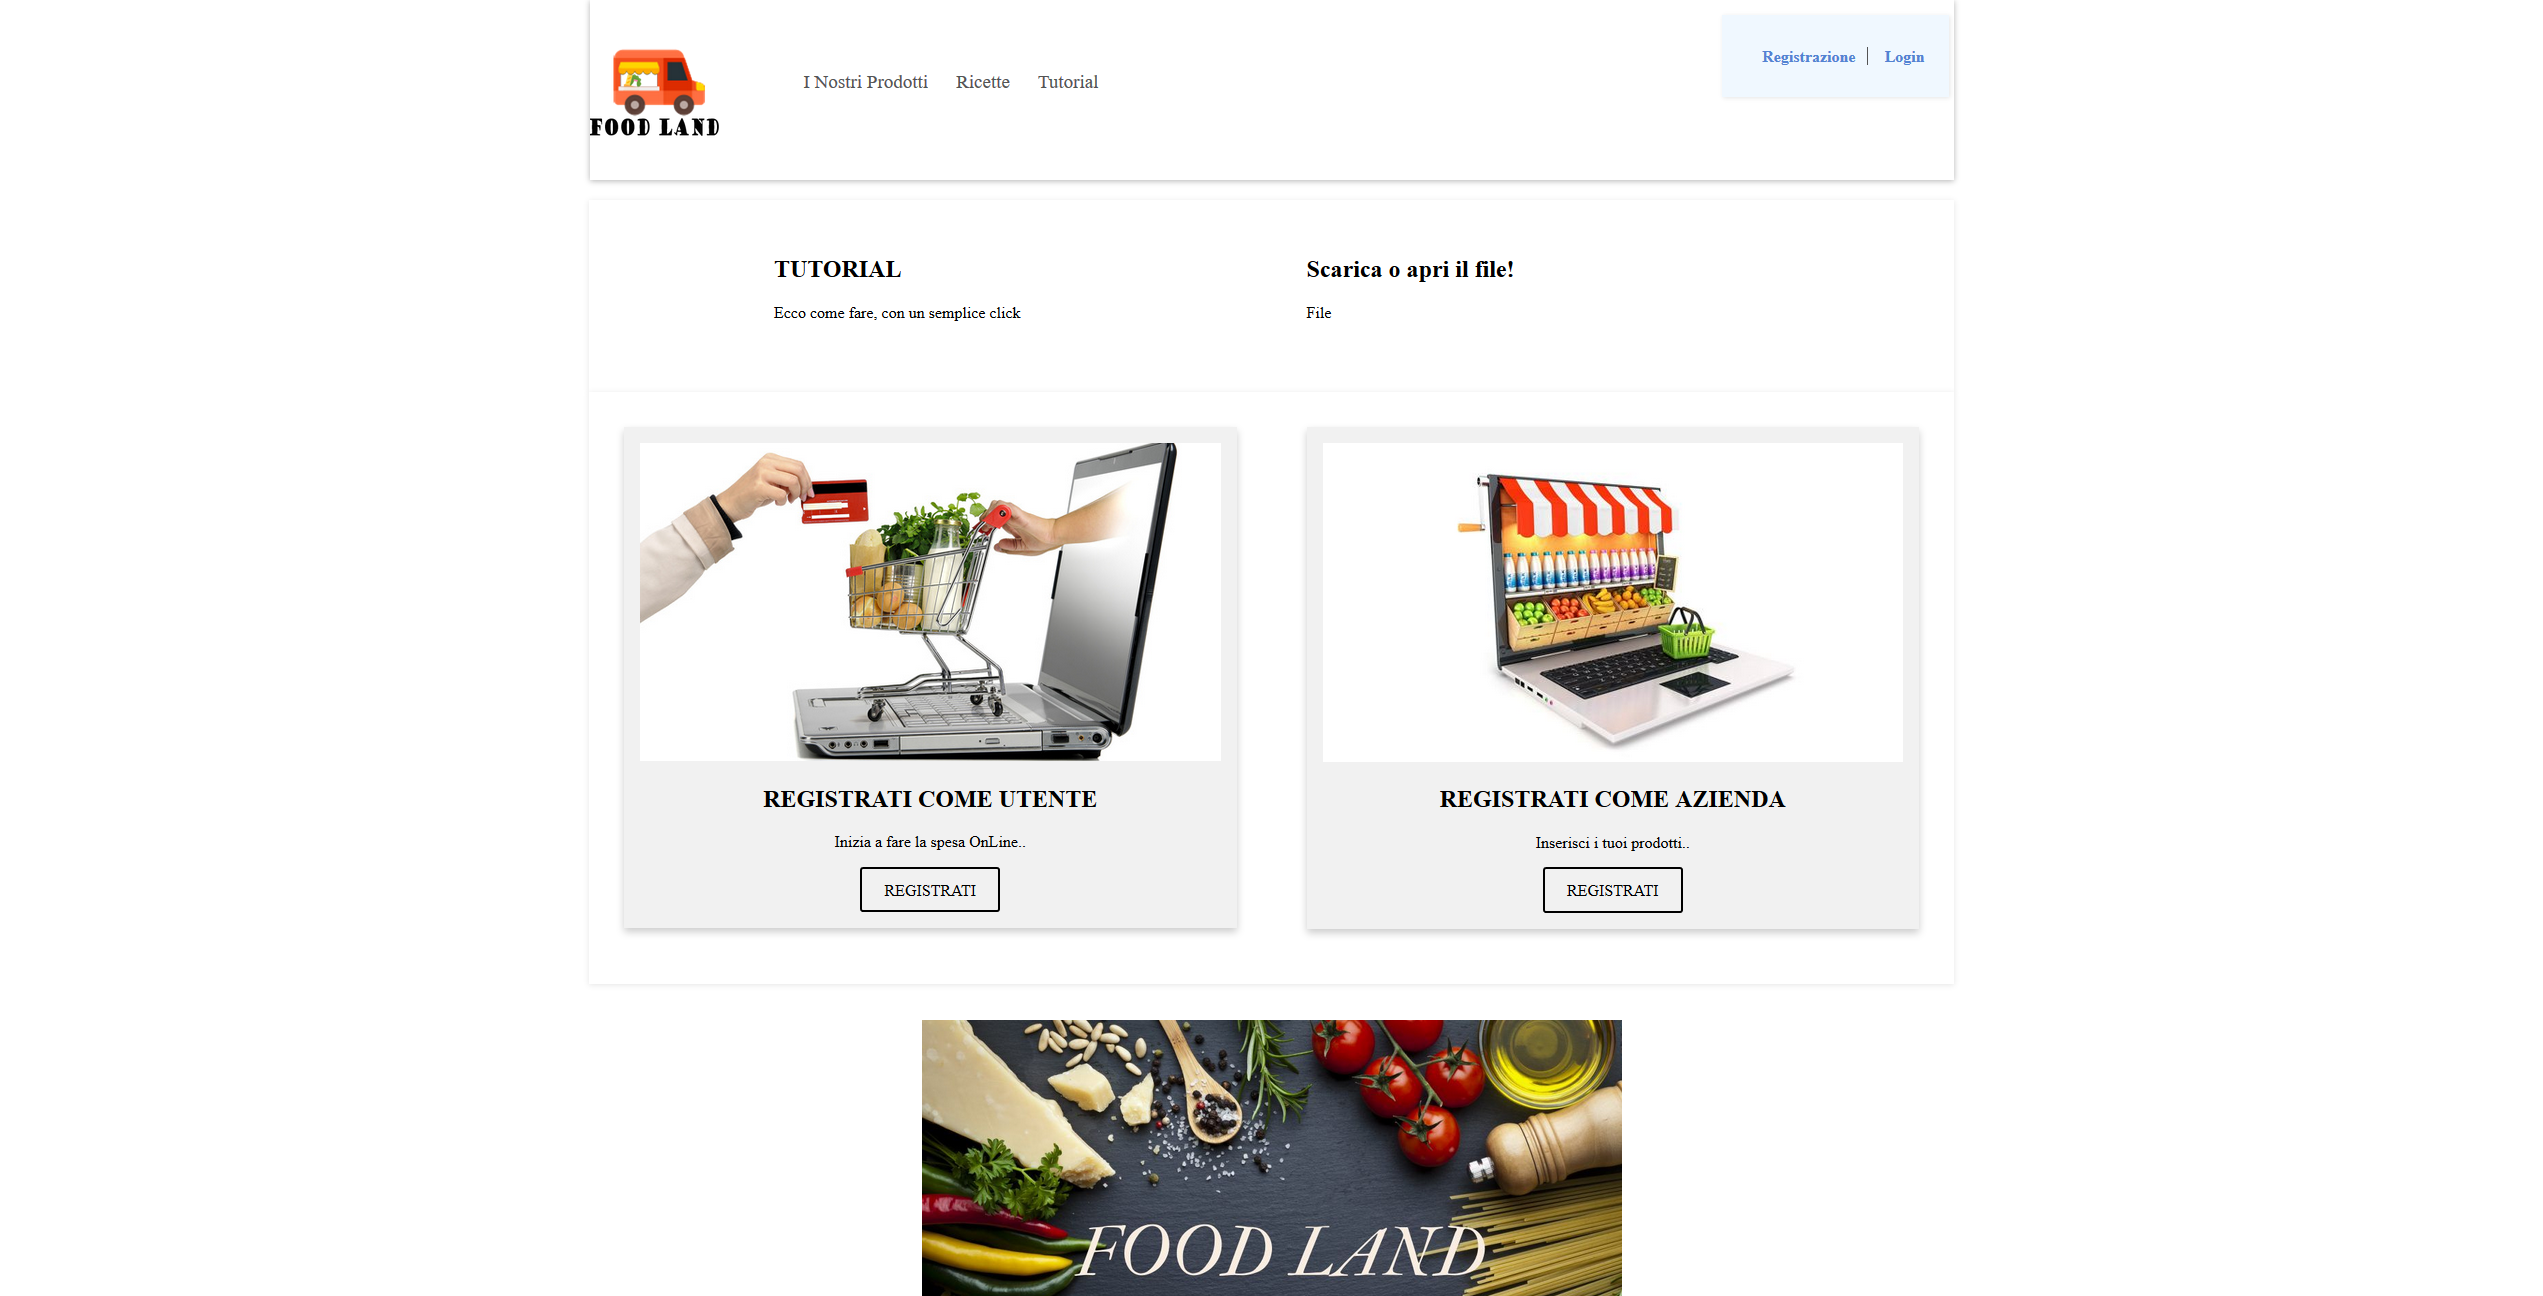 FOOD LAND
I Nostri Prodotti
Ricette
Tutorial
Registrazione
Login
TUTORIAL
Ecco come fare, con un semplice click
Scarica o apri il file!
File
REGISTRATI COME UTENTE
Inizia a fare la spesa OnLine..
REGISTRATI
REGISTRATI COME AZIENDA
Inserisci i tuoi prodotti..
REGISTRATI
FOOD LAND